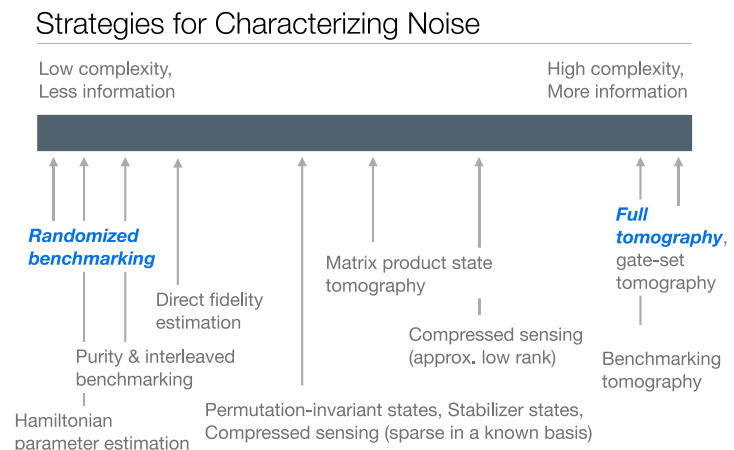 Strategies for Characterizing Noise
Low complexity,
Less information
High complexity,
More information
Randomized
benchmarking
Full
tomography,
gate-set
tomography
Matrix product state
tomography
Direct fidelity
estimation
Compressed sensing
(approx. low rank)
Purity & interleaved
benchmarking
Benchmarking
tomography
Permutation-invariant states, Stabilizer states,
Compressed sensing (sparse in a known basis)
Hamiltonian
parameter estimation